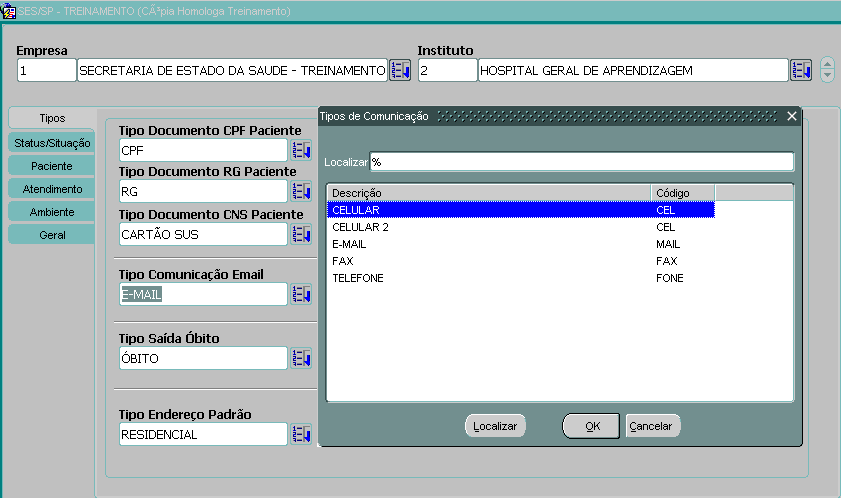 SES/SP - TREINAMENTO (CÃ³pia Homologa Treinamento)
Empresa
Instituto
1
SECRETARIA DE ESTADO DA SAUDE - TREINAMENTO
2
HOSPITAL GERAL DE APRENDIZAGEM
Tipos
Status/Situação
Paciente
Atendimento
Ambiente
Geral
Tipo Documento CPF Paciente
CPF
Tipo Documento RG Paciente
RG
Tipo Documento CNS Paciente
CARTÃO SUS
Tipo Comunicação Email
E-MAIL
Tipo Saída Óbito
ÓBITO
Tipo Endereço Padrão
RESIDENCIAL
Tipos de Comunicação
Localizar %
Descrição Código
CELULAR CEL
CELULAR 2 CEL
E-MAIL MAIL
FAX FAX
TELEFONE FONE
Localizar OK Cancelar